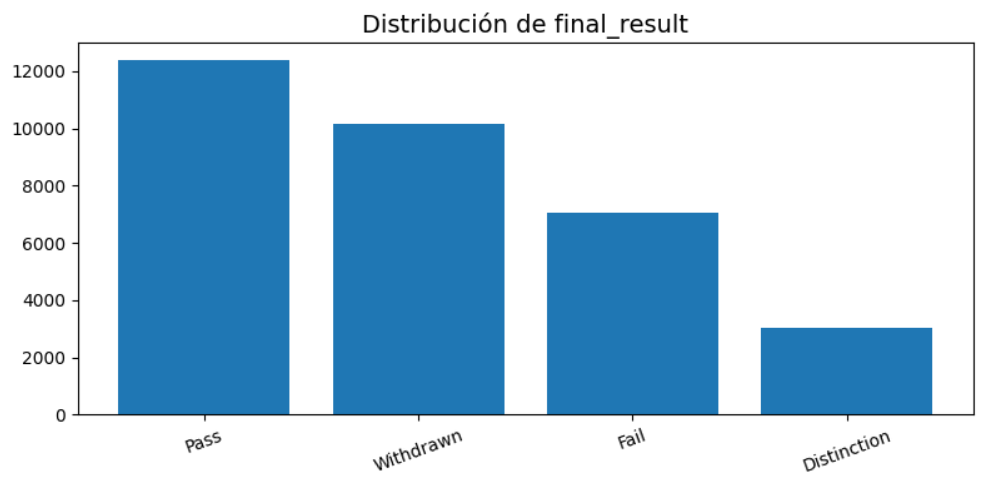 Distribución de final_result
12000
10000
8000
6000
4000
2000
0
Pass
Withdrawn
Fail
Distinction